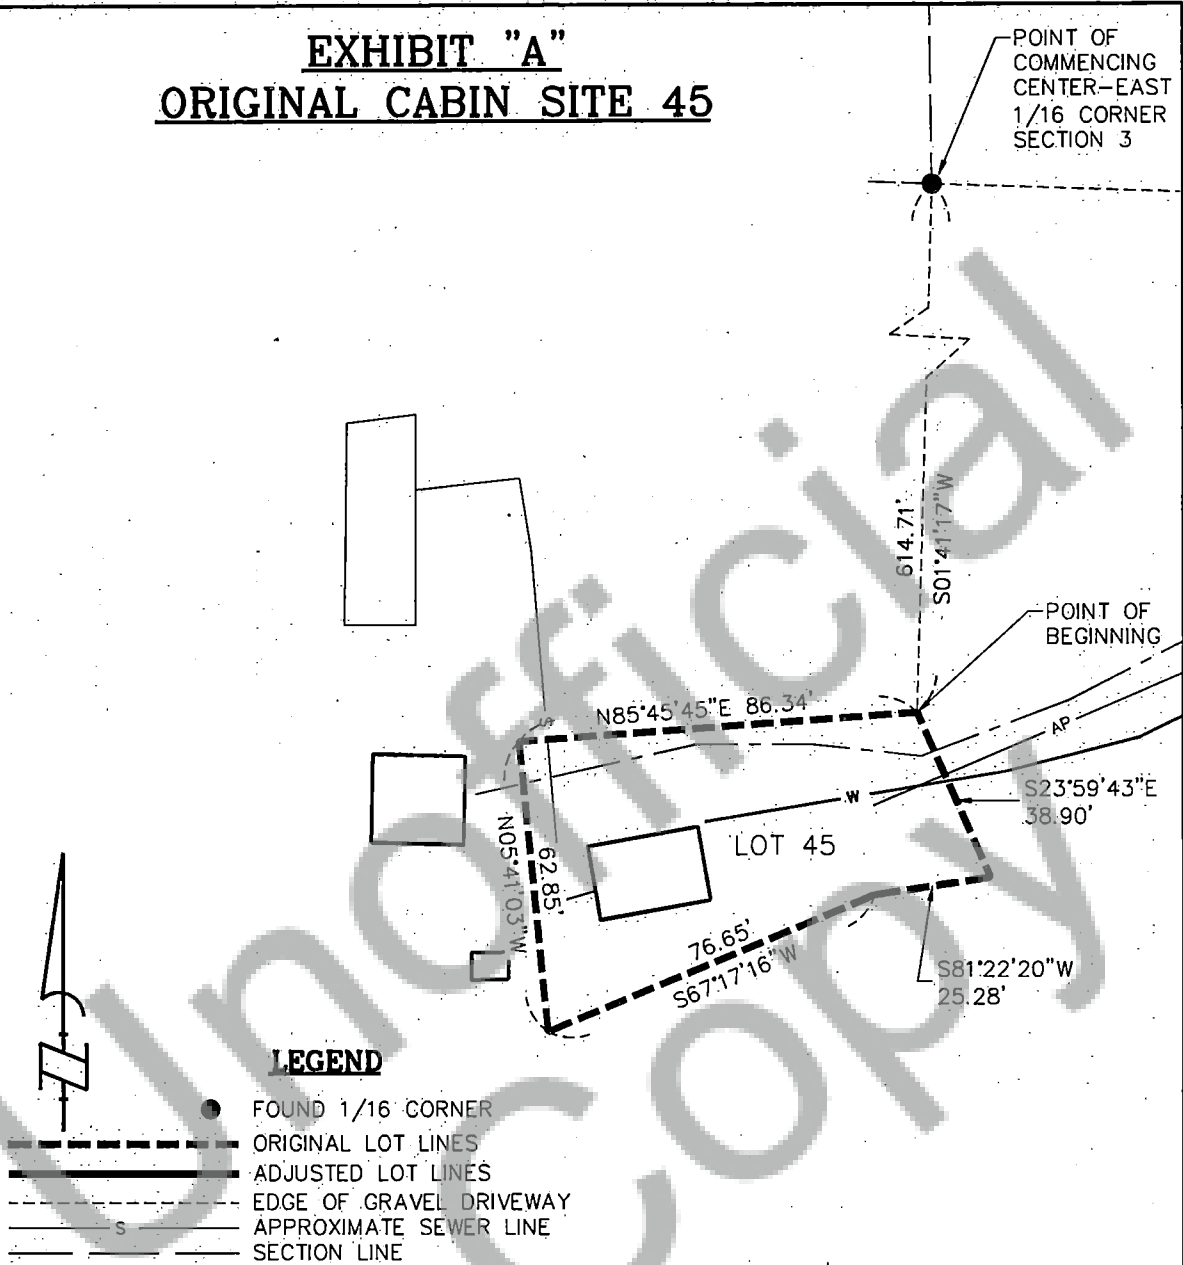 EXHIBIT "A"
ORIGINAL CABIN SITE 45
POINT OF
COMMENCING
CENTER-EAST
1/16 CORNER
SECTION 3
614.71'
S01°41'17"W
POINT OF
BEGINNING
N85°45'45"E 86.34'
S
AP
W
S23°59'43"E
38.90'
LOT 45
N05°41'03"W
62.85'
76.65'
S67°17'16"W
S81°22'20"W
25.28'
N
LEGEND
FOUND 1/16 CORNER
ORIGINAL LOT LINES
ADJUSTED LOT LINES
EDGE OF GRAVEL DRIVEWAY
S
APPROXIMATE SEWER LINE
SECTION LINE
Unofficial
Copy